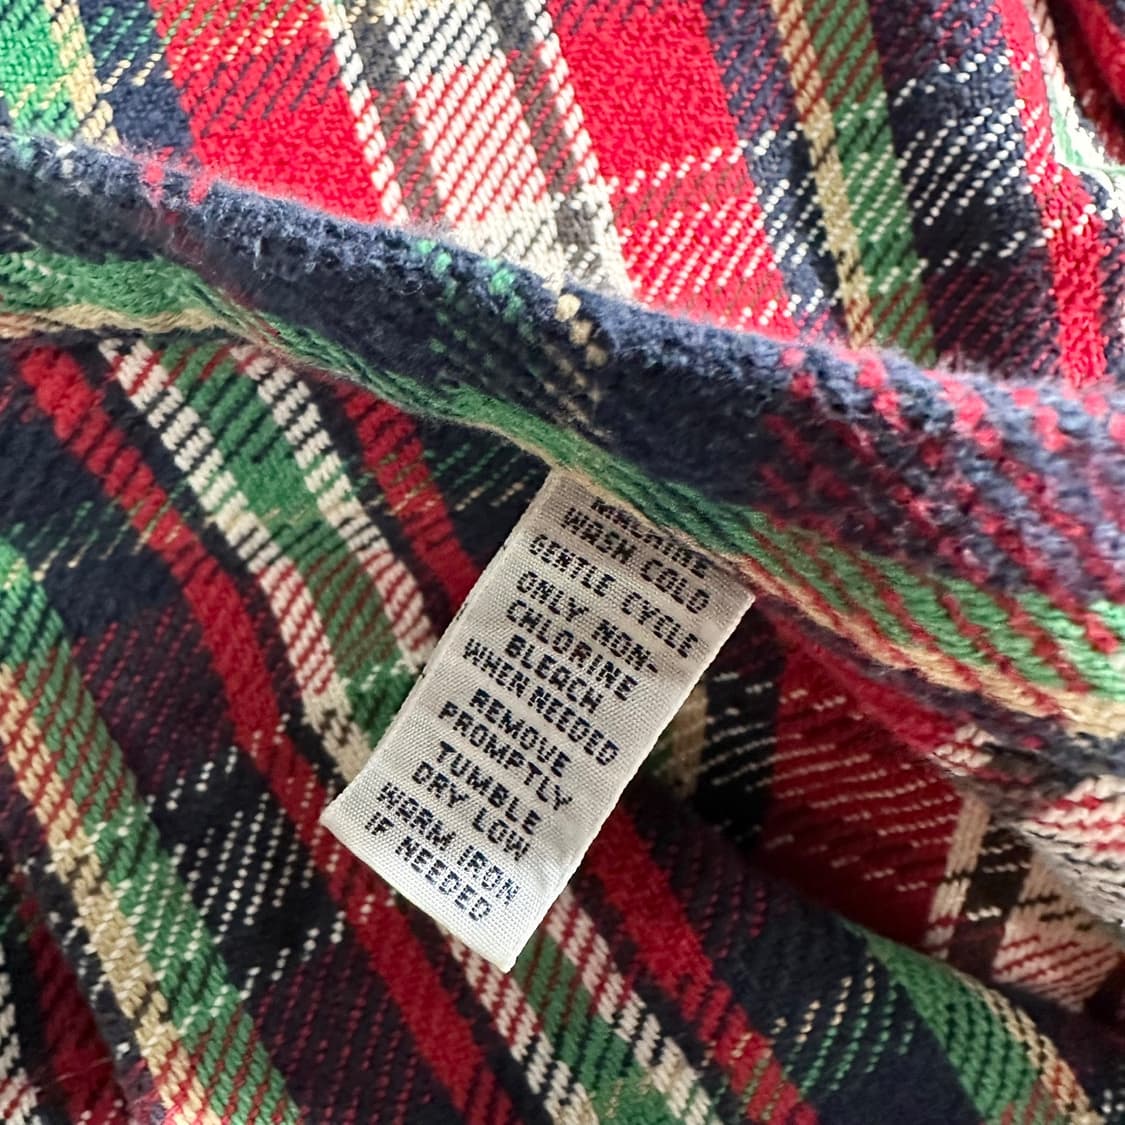 MACHINE
WASH COLD
GENTLE CYCLE
ONLY NON-
CHLORINE
BLEACH
WHEN NEEDED
REMOVE
PROMPTLY
TUMBLE
DRY LOW
WARM IRON
IF NEEDED